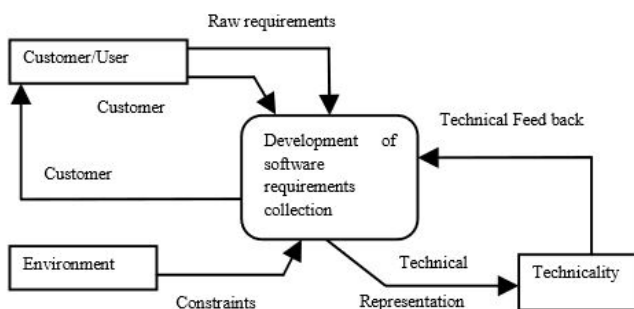 Raw requirements
Customer/User
Customer
Technical Feed back
Development of
software
requirements
collection
Customer
Environment
Technical
Technicality
Constraints
Representation